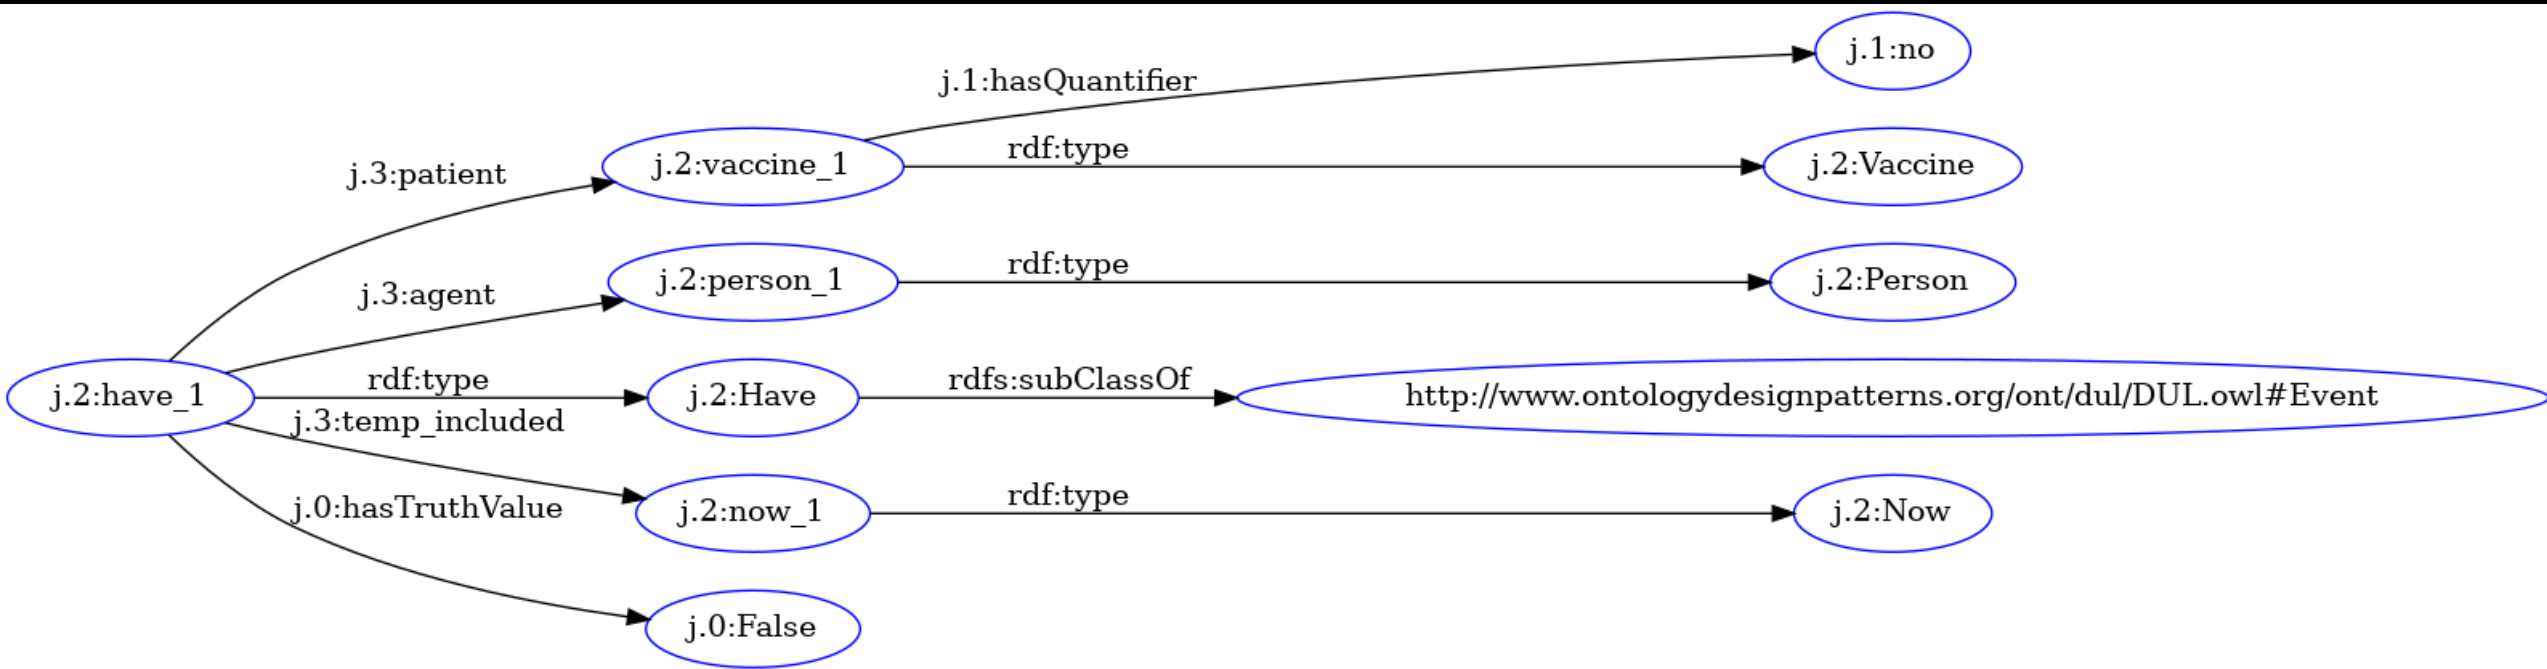 j.1:no
j.1:hasQuantifier
rdf:type
j.2:vaccine_1
j.2:Vaccine
j.3:patient
rdf:type
j.2:person_1
j.2:Person
j.3:agent
rdf:type
rdfs:subClassOf
j.2:have_1
j.2:Have
http://www.ontologydesignpatterns.org/ont/dul/DUL.owl#Event
j.3:temp_included
rdf:type
j.0:hasTruthValue
j.2:now_1
j.2:Now
j.0:False